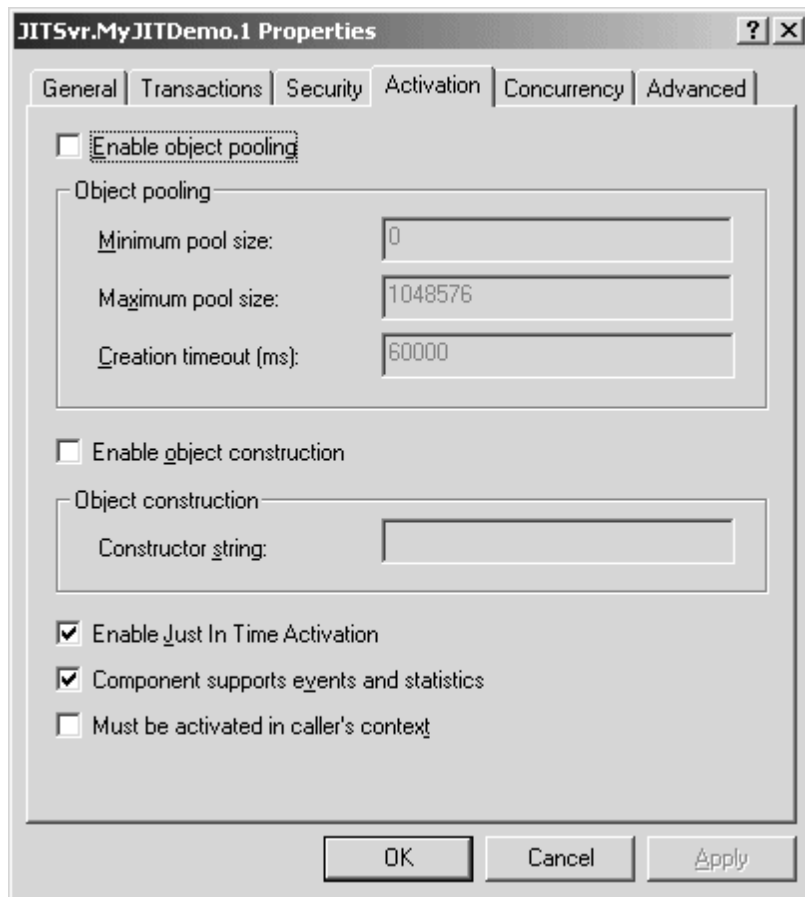 JITSvr.MyJITDemo.1 Properties
General Transactions Security Activation Concurrency Advanced
Enable object pooling
Object pooling
Minimum pool size: 0
Maximum pool size: 1048576
Creation timeout (ms): 60000
Enable object construction
Object construction
Constructor string:
Enable Just In Time Activation
Component supports events and statistics
Must be activated in caller's context
OK Cancel Apply